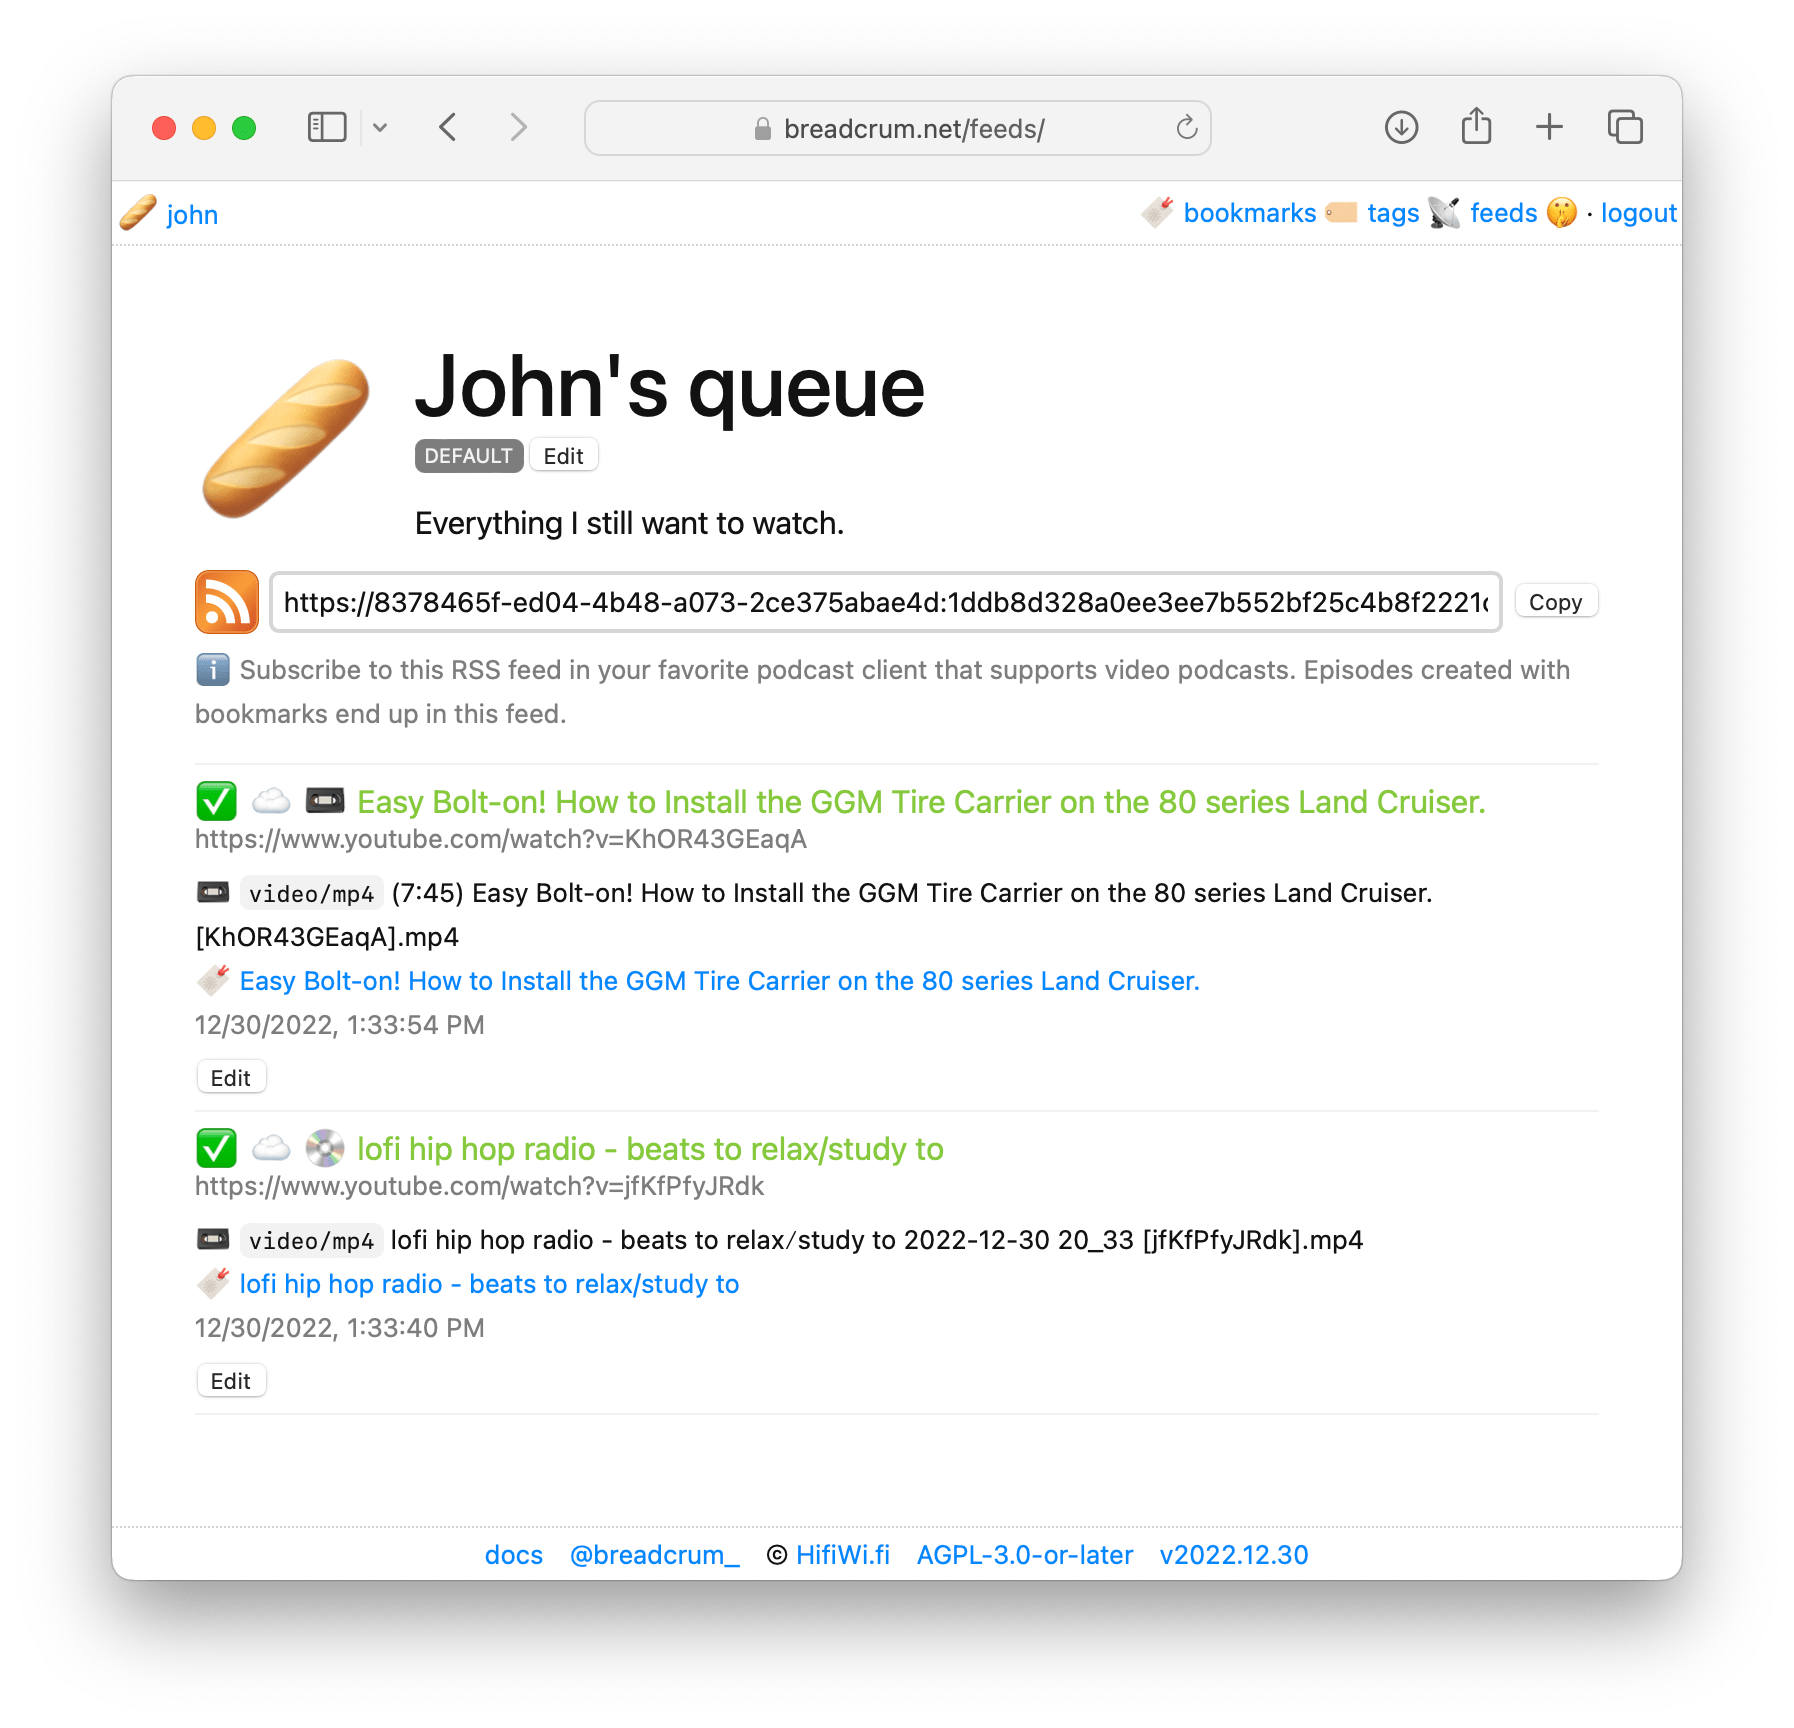 breadcrum.net/feeds/
john
bookmarks tags feeds · logout
John's queue
DEFAULT Edit
Everything I still want to watch.
https://8378465f-ed04-4b48-a073-2ce375abae4d:1ddb8d328a0ee3ee7b552bf25c4b8f2221 Copy
Subscribe to this RSS feed in your favorite podcast client that supports video podcasts. Episodes created with
bookmarks end up in this feed.
Easy Bolt-on! How to Install the GGM Tire Carrier on the 80 series Land Cruiser.
https://www.youtube.com/watch?v=KhOR43GEaqA
video/mp4 (7:45) Easy Bolt-on! How to Install the GGM Tire Carrier on the 80 series Land Cruiser.
[KhOR43GEaqA].mp4
Easy Bolt-on! How to Install the GGM Tire Carrier on the 80 series Land Cruiser.
12/30/2022, 1:33:54 PM
Edit
lofi hip hop radio - beats to relax/study to
https://www.youtube.com/watch?v=jfKfPfyJRdk
video/mp4 lofi hip hop radio - beats to relax/study to 2022-12-30 20_33 [jfKfPfyJRdk].mp4
lofi hip hop radio - beats to relax/study to
12/30/2022, 1:33:40 PM
Edit
docs @breadcrum_ © HifiWi.fi AGPL-3.0-or-later v2022.12.30